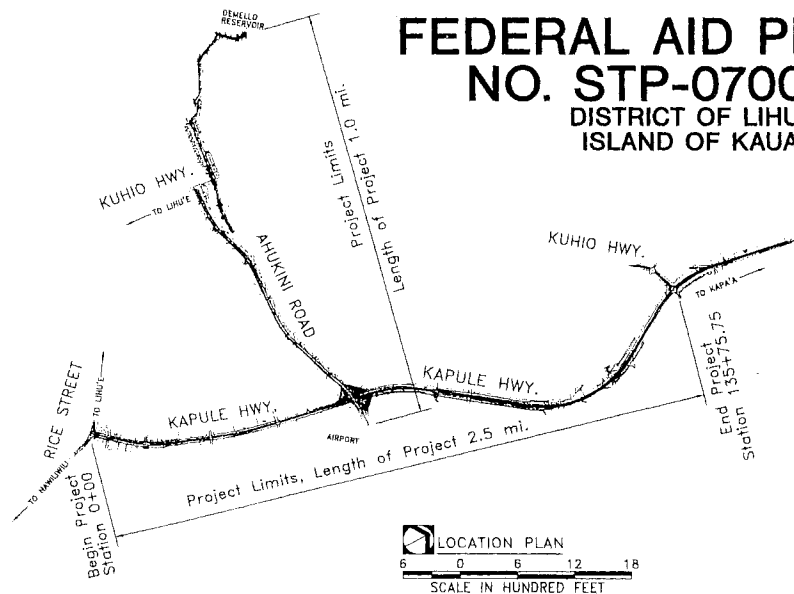 DEMELLO
RESERVOIR
FEDERAL AID
NO. STP-0700
DISTRICT OF LIHU
ISLAND OF KAUA
Project Limits
Length of Project 1.0 mi.
KUHIO HWY.
TO LIHU'E
AHUKINI ROAD
KUHIO HWY.
TO KAPA'A
RICE STREET
TO LIHU'E
KAPULE HWY.
KAPULE HWY.
AIRPORT
TO NAWILIWILI
Begin Project
Station 0+00
Project Limits, Length of Project 2.5 mi.
End Project
Station 135+75.75
LOCATION PLAN
6 0 6 12 18
SCALE IN HUNDRED FEET